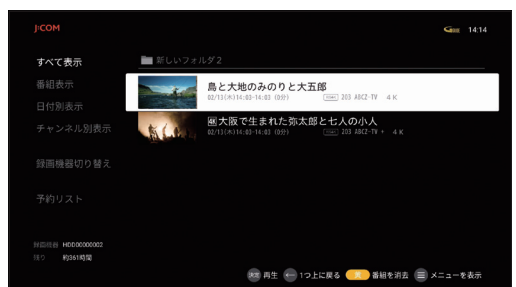 J:COM
14:14
すべて表示
番組表示
日付別表示
チャンネル別表示
録画機器切り替え
予約リスト
録画機器 HDD00000002
残り 約361時間
新しいフォルダ2
島と大地のみのりと大五郎
02/13(木)14:03-14:03 (0分) 203 ABCZ-TV 4K
4K大阪で生まれた弥太郎と七人の小人
02/13(木)14:03-14:03 (0分) 203 ABCZ-TV + 4K
決定 再生 ← 1つ上に戻る 黄 番組を消去 メニューを表示